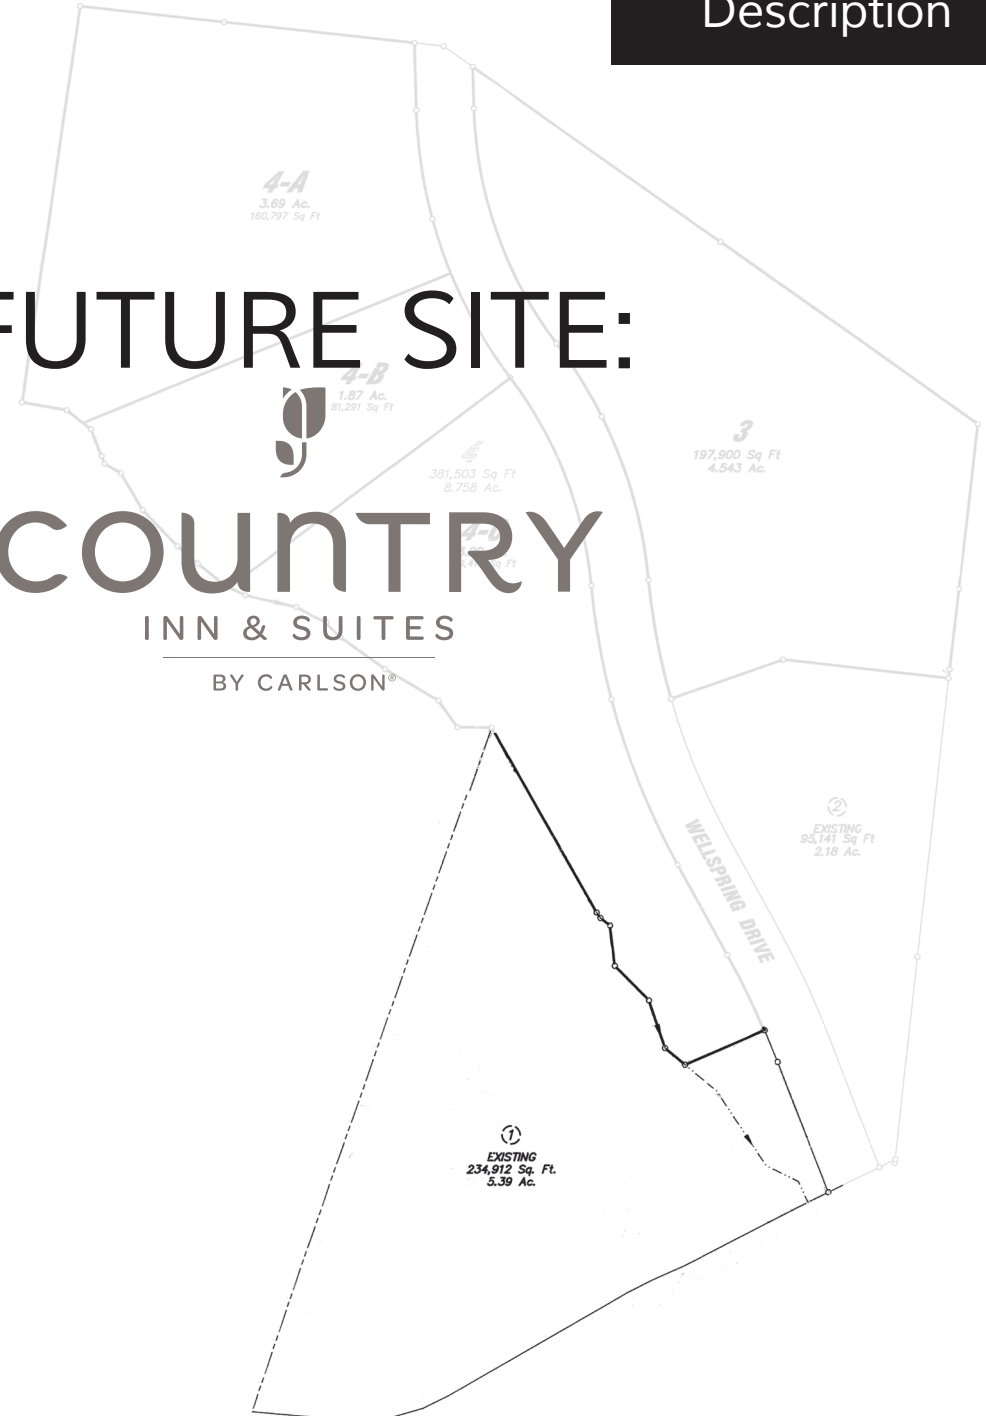 Description
4-A
3.69 Ac.
160,797 Sq Ft
FUTURE SITE:
4-B
1.87 Ac.
81,291 Sq Ft
3
197,900 Sq Ft
4.543 Ac.
381,503 Sq Ft
8.758 Ac.
COUNTRY
Sq Ft
INN & SUITES
BY CARLSON®
2
EXISTING
95,141 Sq Ft
2.18 Ac.
WELLSPRING DRIVE
1
EXISTING
234,912 Sq. Ft.
5.39 Ac.